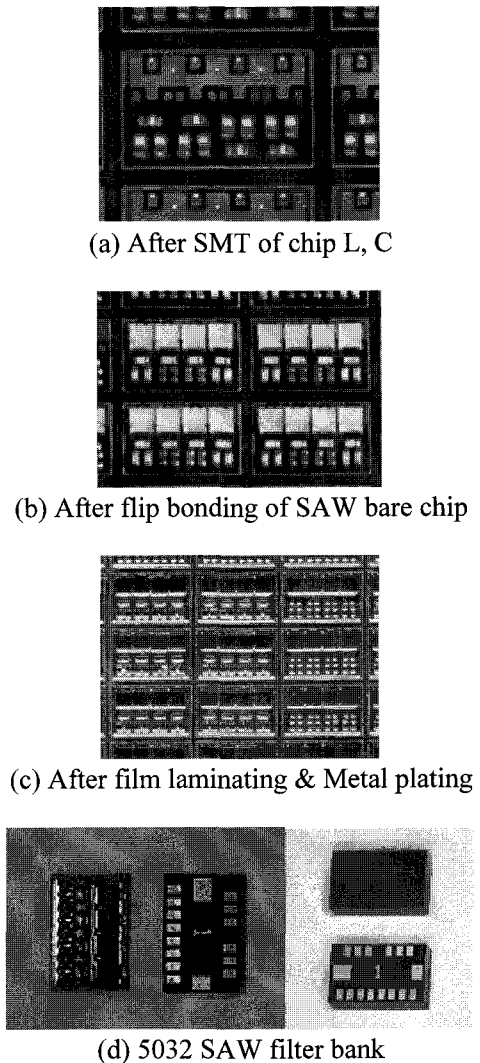 (a) After SMT of chip L, C
(b) After flip bonding of SAW bare chip
(c) After film laminating & Metal plating
(d) 5032 SAW filter bank